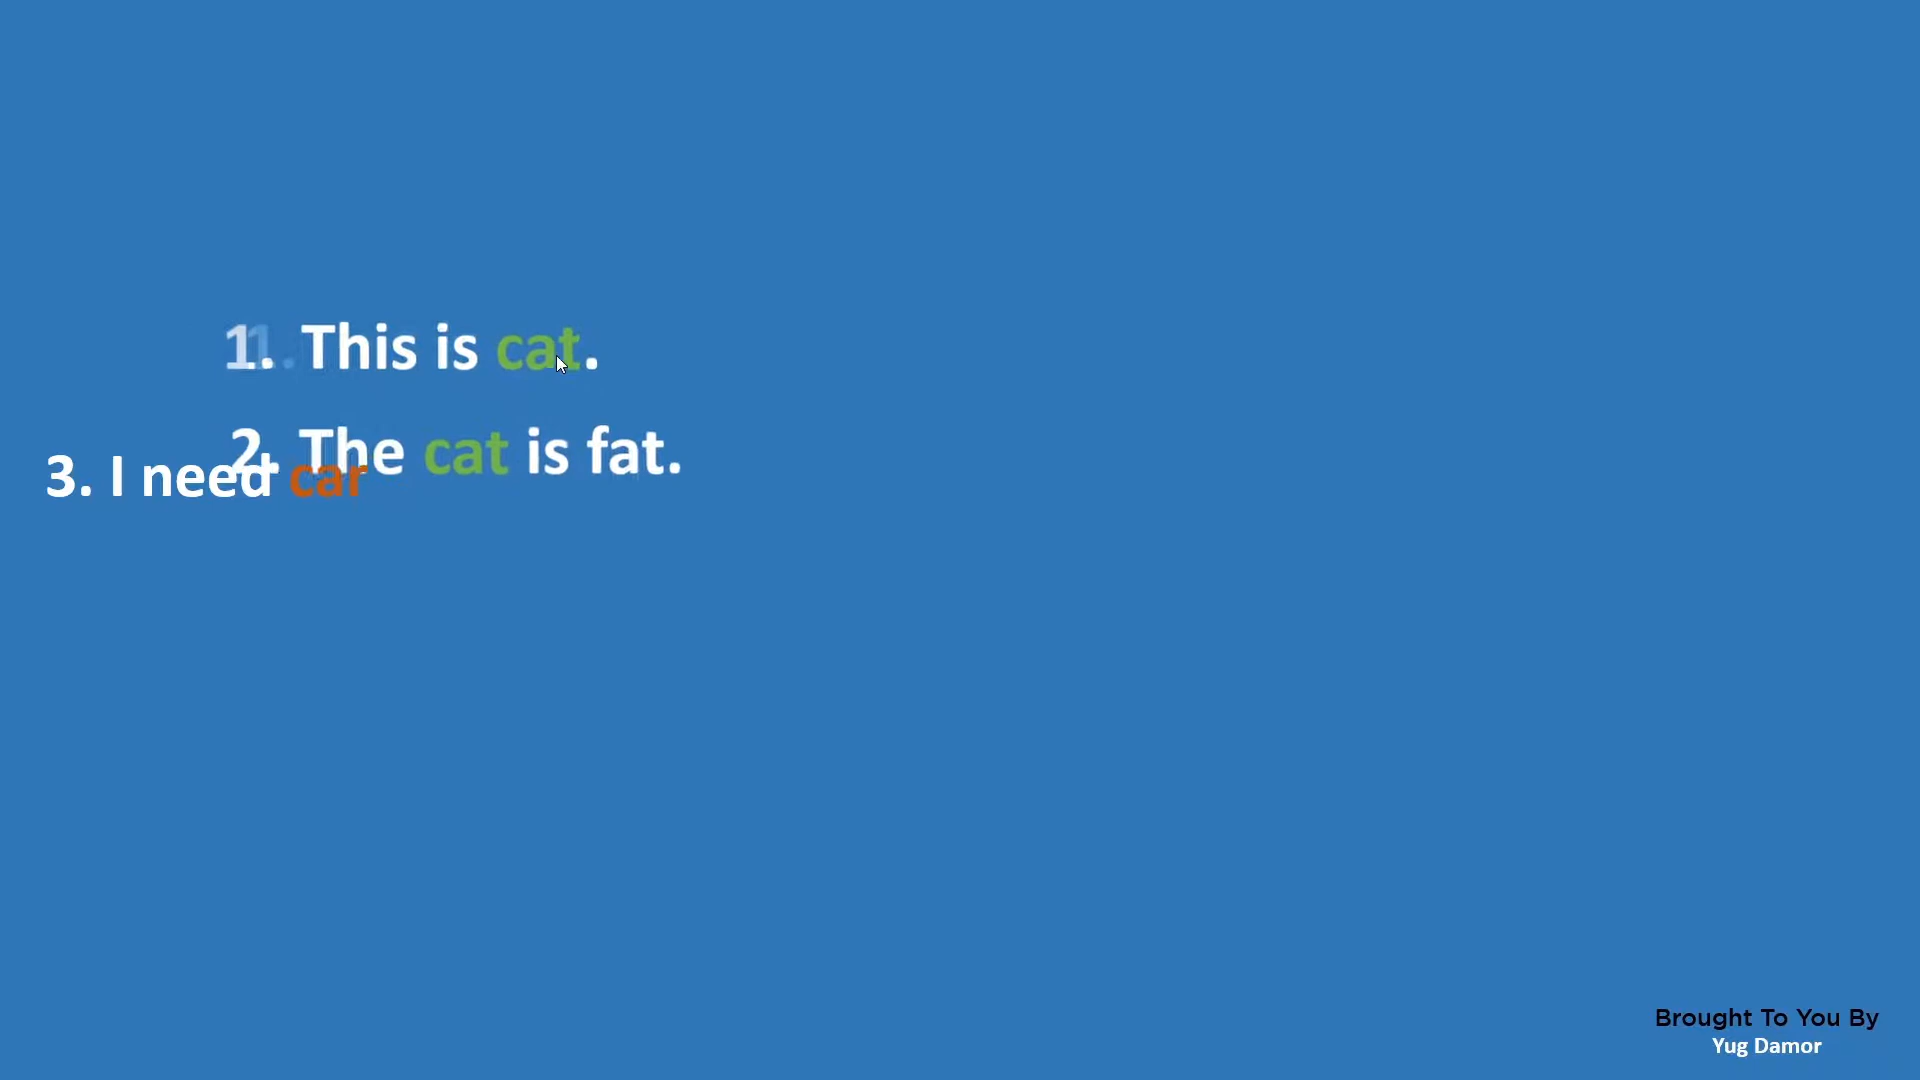 1. This is cat.
2. The cat is fat.
3. I need car
Brought To You By
Yug Damor